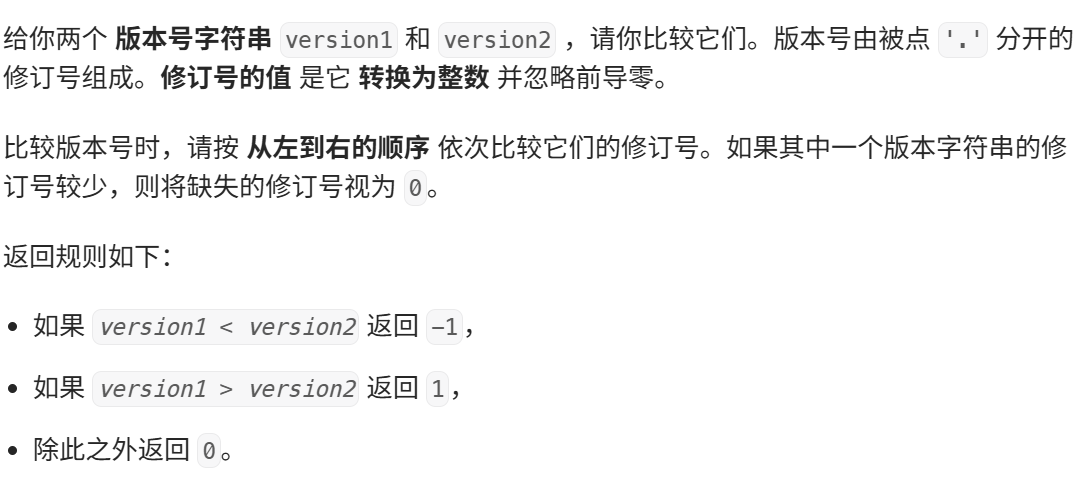 给你两个 版本号字符串 version1 和 version2 ，请你比较它们。版本号由被点 '.' 分开的
修订号组成。修订号的值 是它 转换为整数 并忽略前导零。
比较版本号时，请按 从左到右的顺序 依次比较它们的修订号。如果其中一个版本字符串的修
订号较少，则将缺失的修订号视为 0。
返回规则如下：
• 如果 version1 < version2 返回 -1，
• 如果 version1 > version2 返回 1，
• 除此之外返回 0。